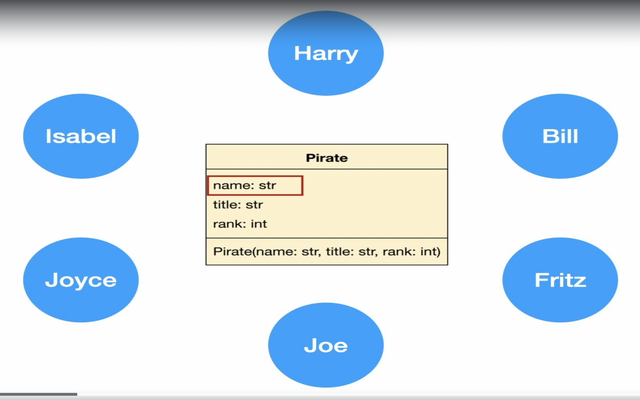 Harry
Isabel
Bill
Pirate
name: str
title: str
rank: int
Pirate(name: str, title: str, rank: int)
Joyce
Fritz
Joe